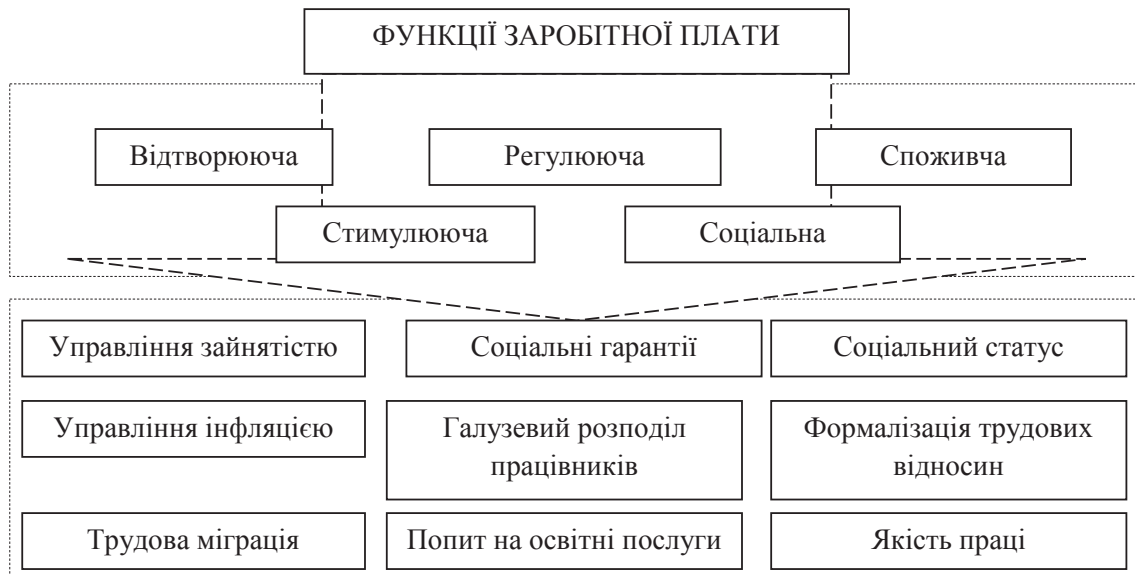 ФУНКЦІЇ ЗАРОБІТНОЇ ПЛАТИ
Відтворююча
Регулююча
Споживча
Стимулююча
Соціальна
Управління зайнятістю
Соціальні гарантії
Соціальний статус
Управління інфляцією
Галузевий розподіл
працівників
Формалізація трудових
відносин
Трудова міграція
Попит на освітні послуги
Якість праці